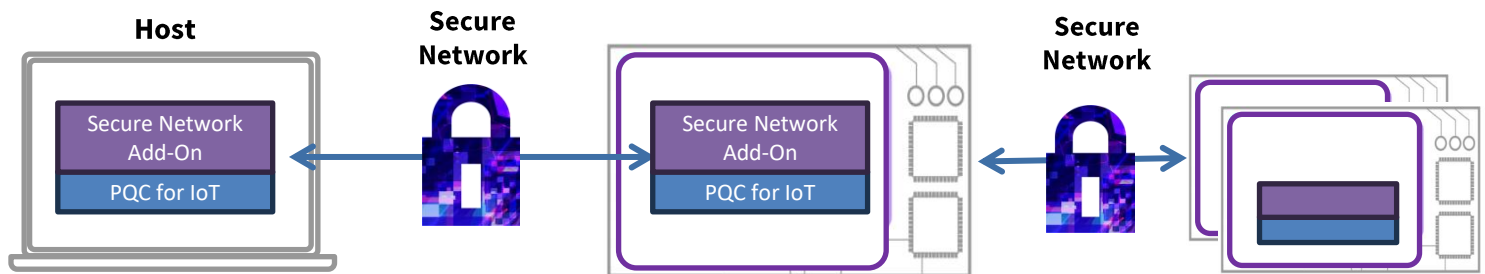 Host
Secure Network Add-On
PQC for IoT
Secure
Network
Secure Network
Add-On
PQC for IoT
Secure
Network